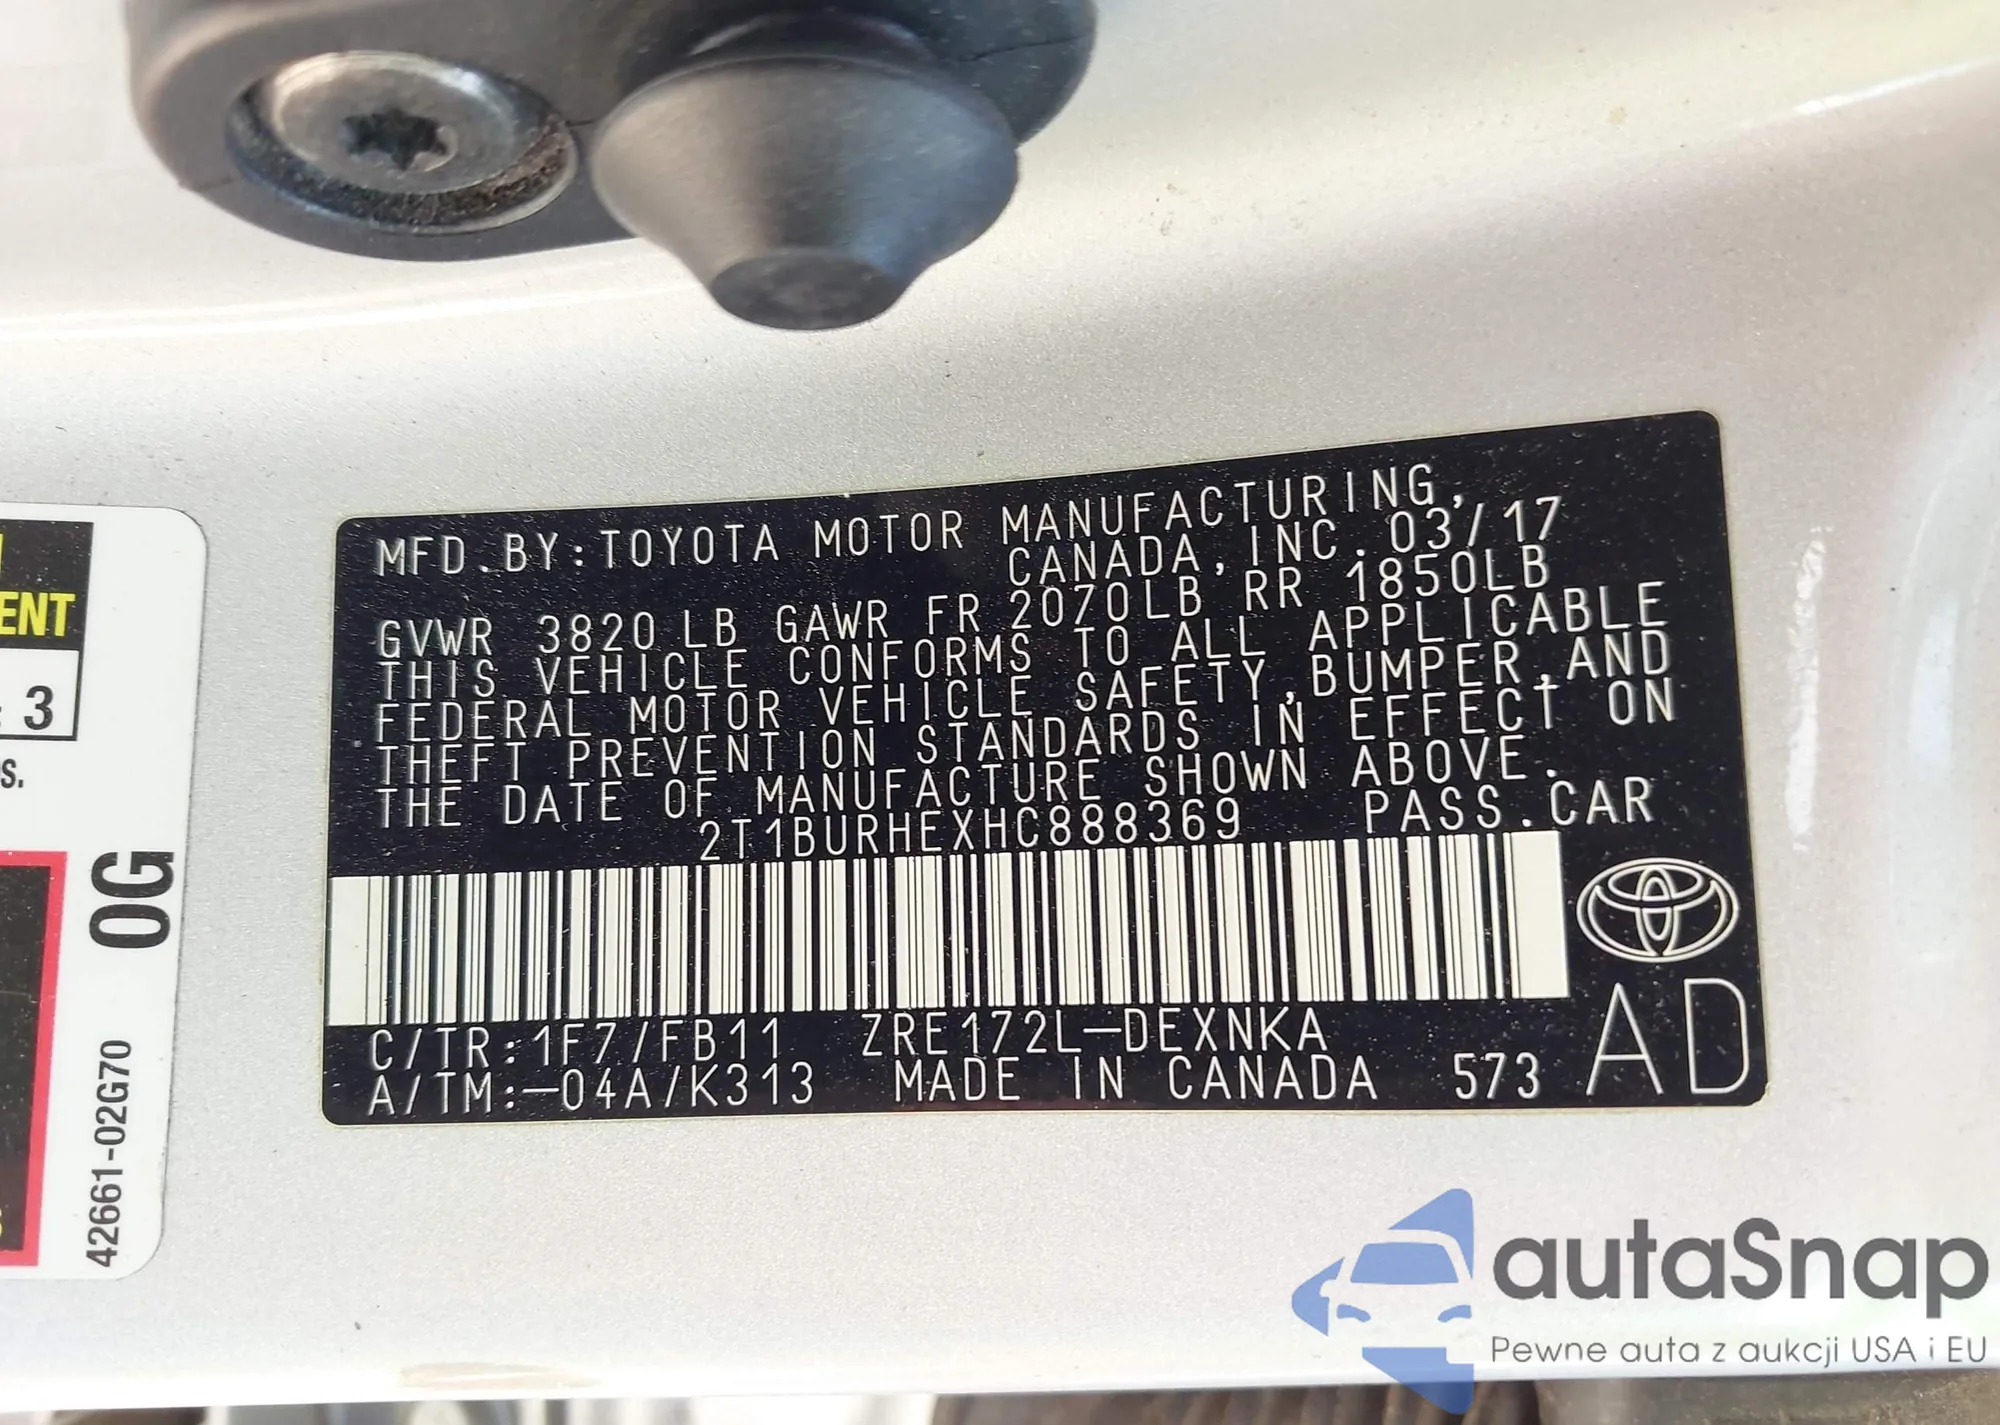 MFD.BY:TOYOTA MOTOR MANUFACTURING,
CANADA,INC.03/17
GVWR 3820LB GAWR FR 2070LB RR 1850LB
THIS VEHICLE CONFORMS TO ALL APPLICABLE
FEDERAL MOTOR VEHICLE SAFETY,BUMPER,AND
THEFT PREVENTION STANDARDS IN EFFECT ON
THE DATE OF MANUFACTURE SHOWN ABOVE.
2T1BURHEXHC888369 PASS.CAR
C/TR:1F7/FB11 ZRE172L-DEXNKA
A/TM:-04A/K313 MADE IN CANADA 573
AD
ENT
3
0G
42661-02G70
autaSnap
Pewne auta z aukcji USA i EU